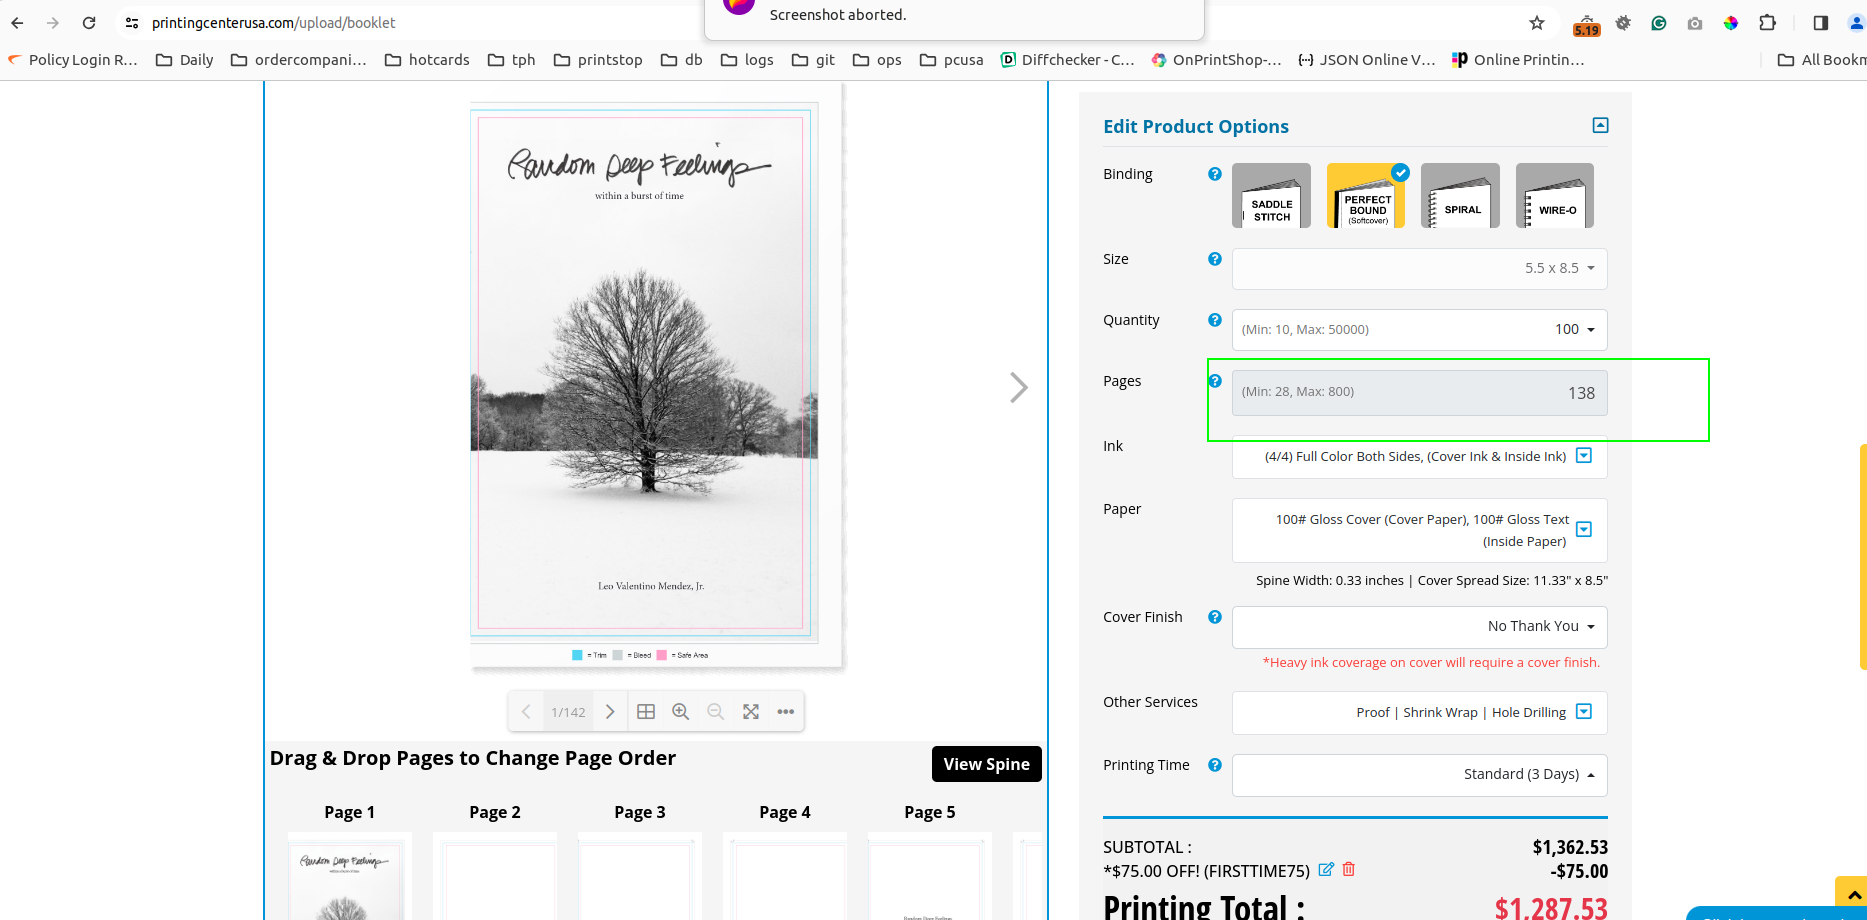 printingcenterusa.com/upload/booklet
Screenshot aborted.
5.19
Policy Login R...
Daily
ordercompani...
hotcards
tph
printstop
db
logs
git
ops
pcusa
Diffchecker - C...
OnPrintShop-...
JSON Online V...
Online Printin...
All Bookm
Random Deep Feelings
within a burst of time
Leo Valentino Mendez, Jr.
= Trim = Bleed = Safe Area
1/142
Drag & Drop Pages to Change Page Order
View Spine
Page 1 Page 2 Page 3 Page 4 Page 5
Random Deep Feelings
Edit Product Options
Binding
SADDLE STITCH
PERFECT BOUND (Softcover)
SPIRAL
WIRE-O
Size
5.5 x 8.5
Quantity
(Min: 10, Max: 50000) 100
Pages
(Min: 28, Max: 800) 138
Ink
(4/4) Full Color Both Sides, (Cover Ink & Inside Ink)
Paper
100# Gloss Cover (Cover Paper), 100# Gloss Text
(Inside Paper)
Spine Width: 0.33 inches | Cover Spread Size: 11.33" x 8.5"
Cover Finish
No Thank You
*Heavy ink coverage on cover will require a cover finish.
Other Services
Proof | Shrink Wrap | Hole Drilling
Printing Time
Standard (3 Days)
SUBTOTAL : $1,362.53
*$75.00 OFF! (FIRSTTIME75) -$75.00
Printing Total : $1,287.53